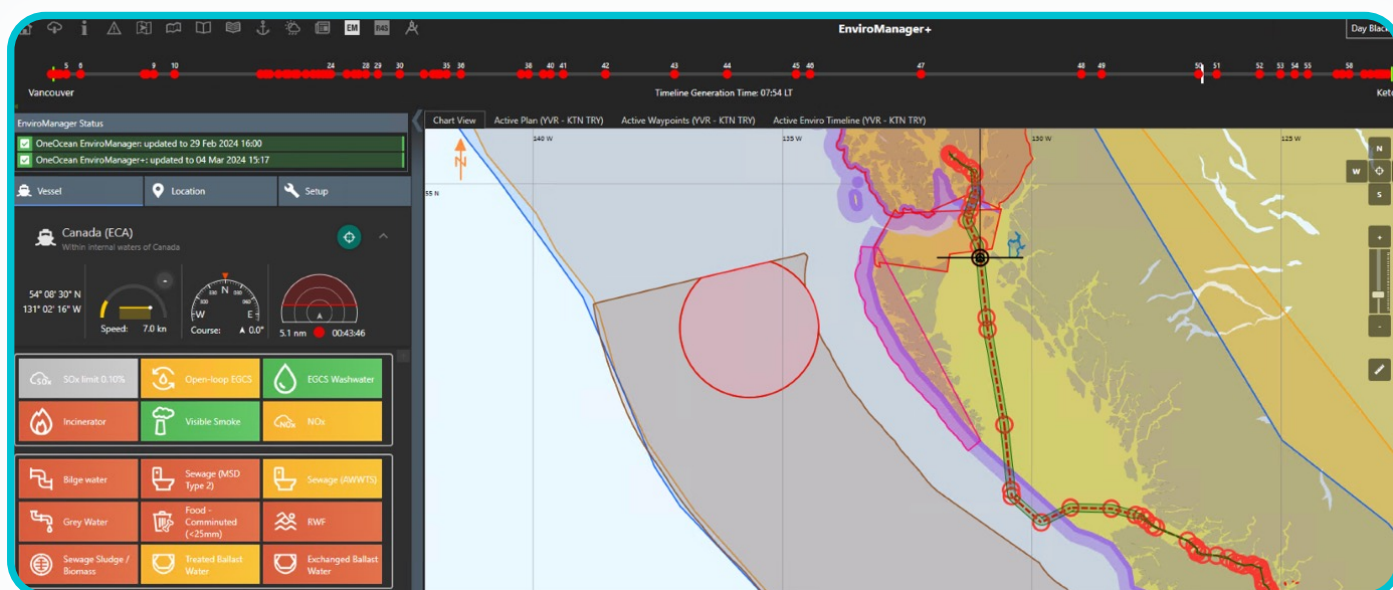 EM
R4S
EnviroManager+
Day Black
5 6 9 10 24 28 29 30 35 36 38 40 41 42 43 44 45 46 47 48 49 50 51 52 53 54 55 58
Vancouver
Timeline Generation Time: 07:54 LT
Ketc
EnviroManager Status
OneOcean EnviroManager: updated to 29 Feb 2024 16:00
OneOcean EnviroManager+: updated to 04 Mar 2024 15:17
Vessel
Location
Setup
Canada (ECA)
Within internal waters of Canada
54° 08' 30" N
131° 02' 16" W
Speed: 7.0 kn
N
W E
Course: 0.0°
5.1 nm 00:43:46
SOx
SOx limit 0.10%
Open-loop EGCS
EGCS Washwater
Incinerator
Visible Smoke
NOx
NOx
Bilge water
Sewage (MSD
Type 2)
Sewage (AWWTS)
Grey Water
Food -
Comminuted
(<25mm)
RWF
Sewage Sludge /
Biomass
Treated Ballast
Water
Exchanged Ballast
Water
Chart View
Active Plan (YVR - KTN TRY)
Active Waypoints (YVR - KTN TRY)
Active Enviro Timeline (YVR - KTN TRY)
140 W
135 W
130 W
125 W
N
55 N
N
W
S
+
-